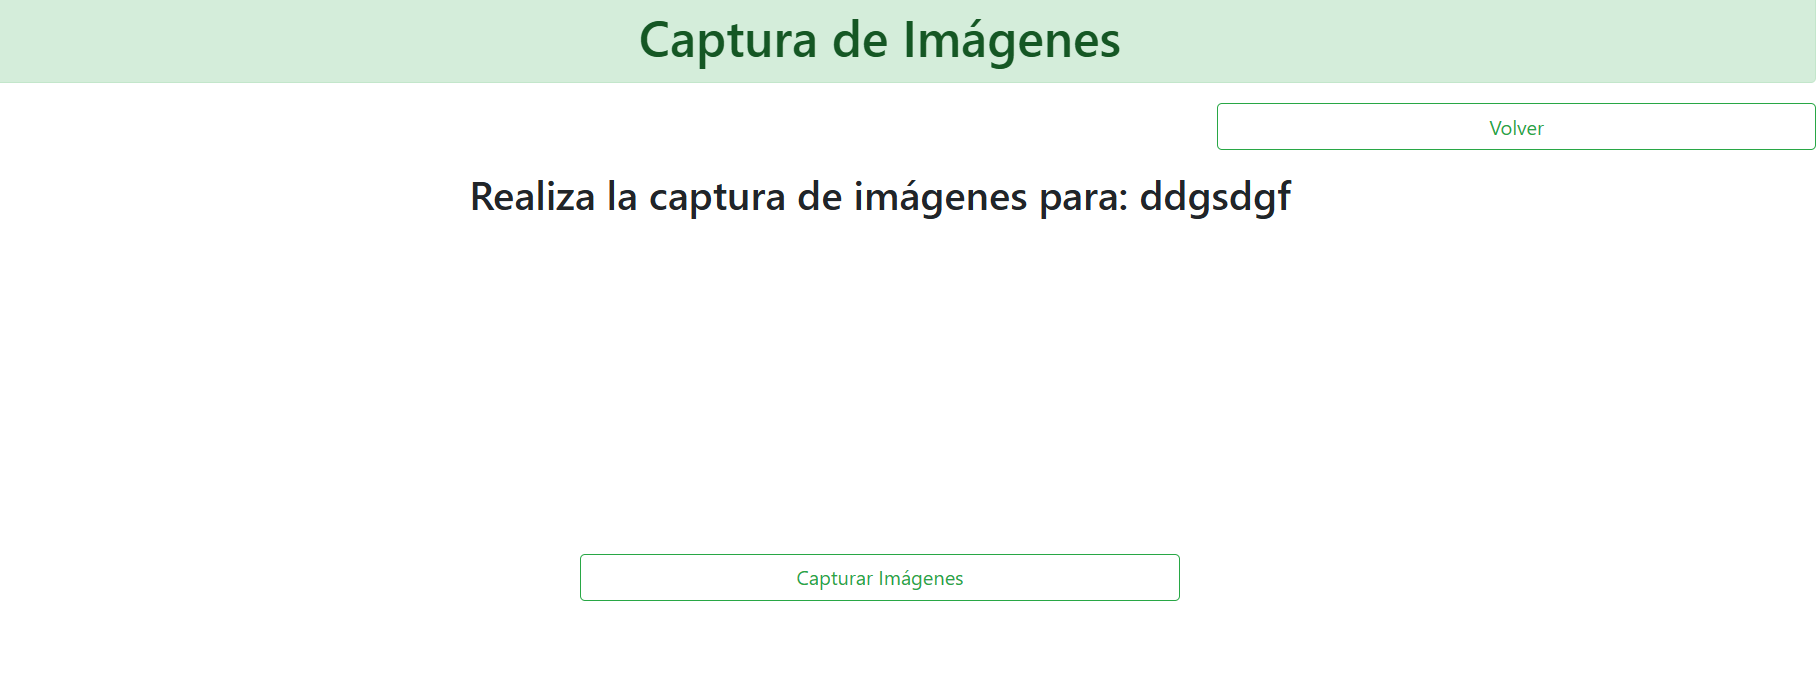 Captura de Imágenes
Volver
Realiza la captura de imágenes para: ddgsdgf
Capturar Imágenes